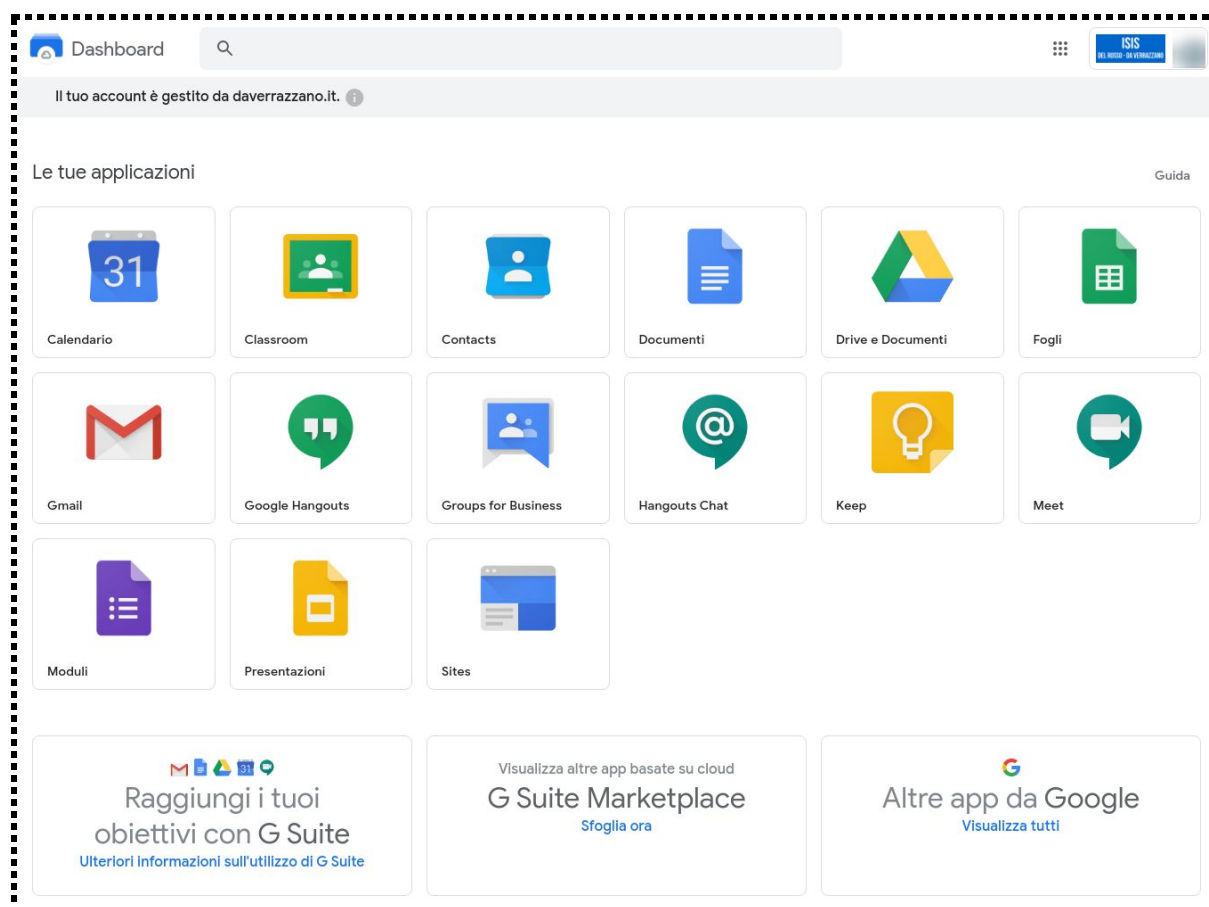 Dashboard
ISIS
DEL ROSSO - DA VERRAZZANO
Il tuo account è gestito da daverrazzano.it.
Le tue applicazioni
Guida
31
Calendario
Classroom
Contacts
Documenti
Drive e Documenti
Fogli
Gmail
Google Hangouts
Groups for Business
@
Hangouts Chat
Keep
Meet
Moduli
Presentazioni
Sites
31
Raggiungi i tuoi
obiettivi con G Suite
Ulteriori informazioni sull'utilizzo di G Suite
Visualizza altre app basate su cloud
G Suite Marketplace
Sfoglia ora
G
Altre app da Google
Visualizza tutti